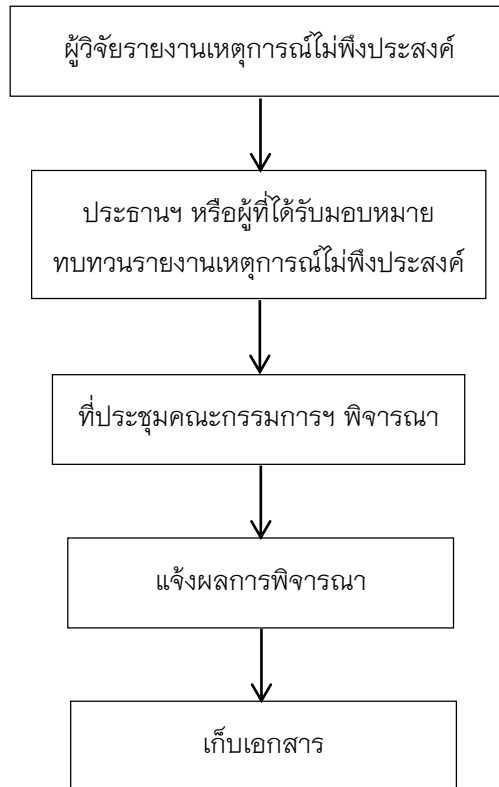 ผู้วิจัยรายงานเหตุการณ์ไม่พึงประสงค์
ประธานฯ หรือผู้ที่ได้รับมอบหมาย
ทบทวนรายงานเหตุการณ์ไม่พึงประสงค์
ที่ประชุมคณะกรรมการฯ พิจารณา
แจ้งผลการพิจารณา
เก็บเอกสาร